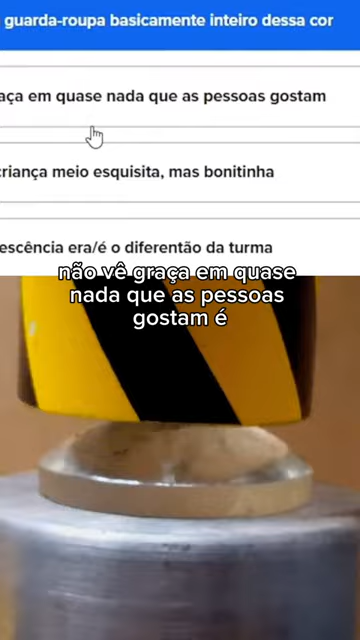 guarda-roupa basicamente inteiro dessa cor
aça em quase nada que as pessoas gostam
criança meio esquisita, mas bonitinha
escência era/é o diferentão da turma
não vê graça em quase
nada que as pessoas
gostam é